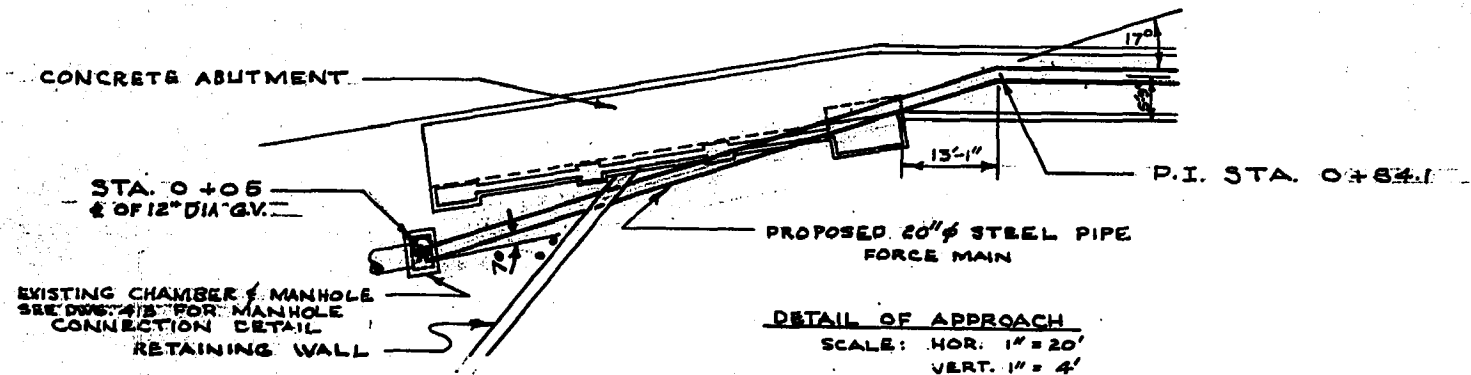 17°
CONCRETE ABUTMENT
13'-1"
P.I. STA. 0+84.1
STA. 0+05
℄ OF 12" DIA G.V.
7°
PROPOSED 20"ϕ STEEL PIPE
FORCE MAIN
EXISTING CHAMBER & MANHOLE
SEE DWG. FOR MANHOLE
CONNECTION DETAIL
RETAINING WALL
DETAIL OF APPROACH
SCALE: HOR. 1" = 20'
VERT. 1" = 4'